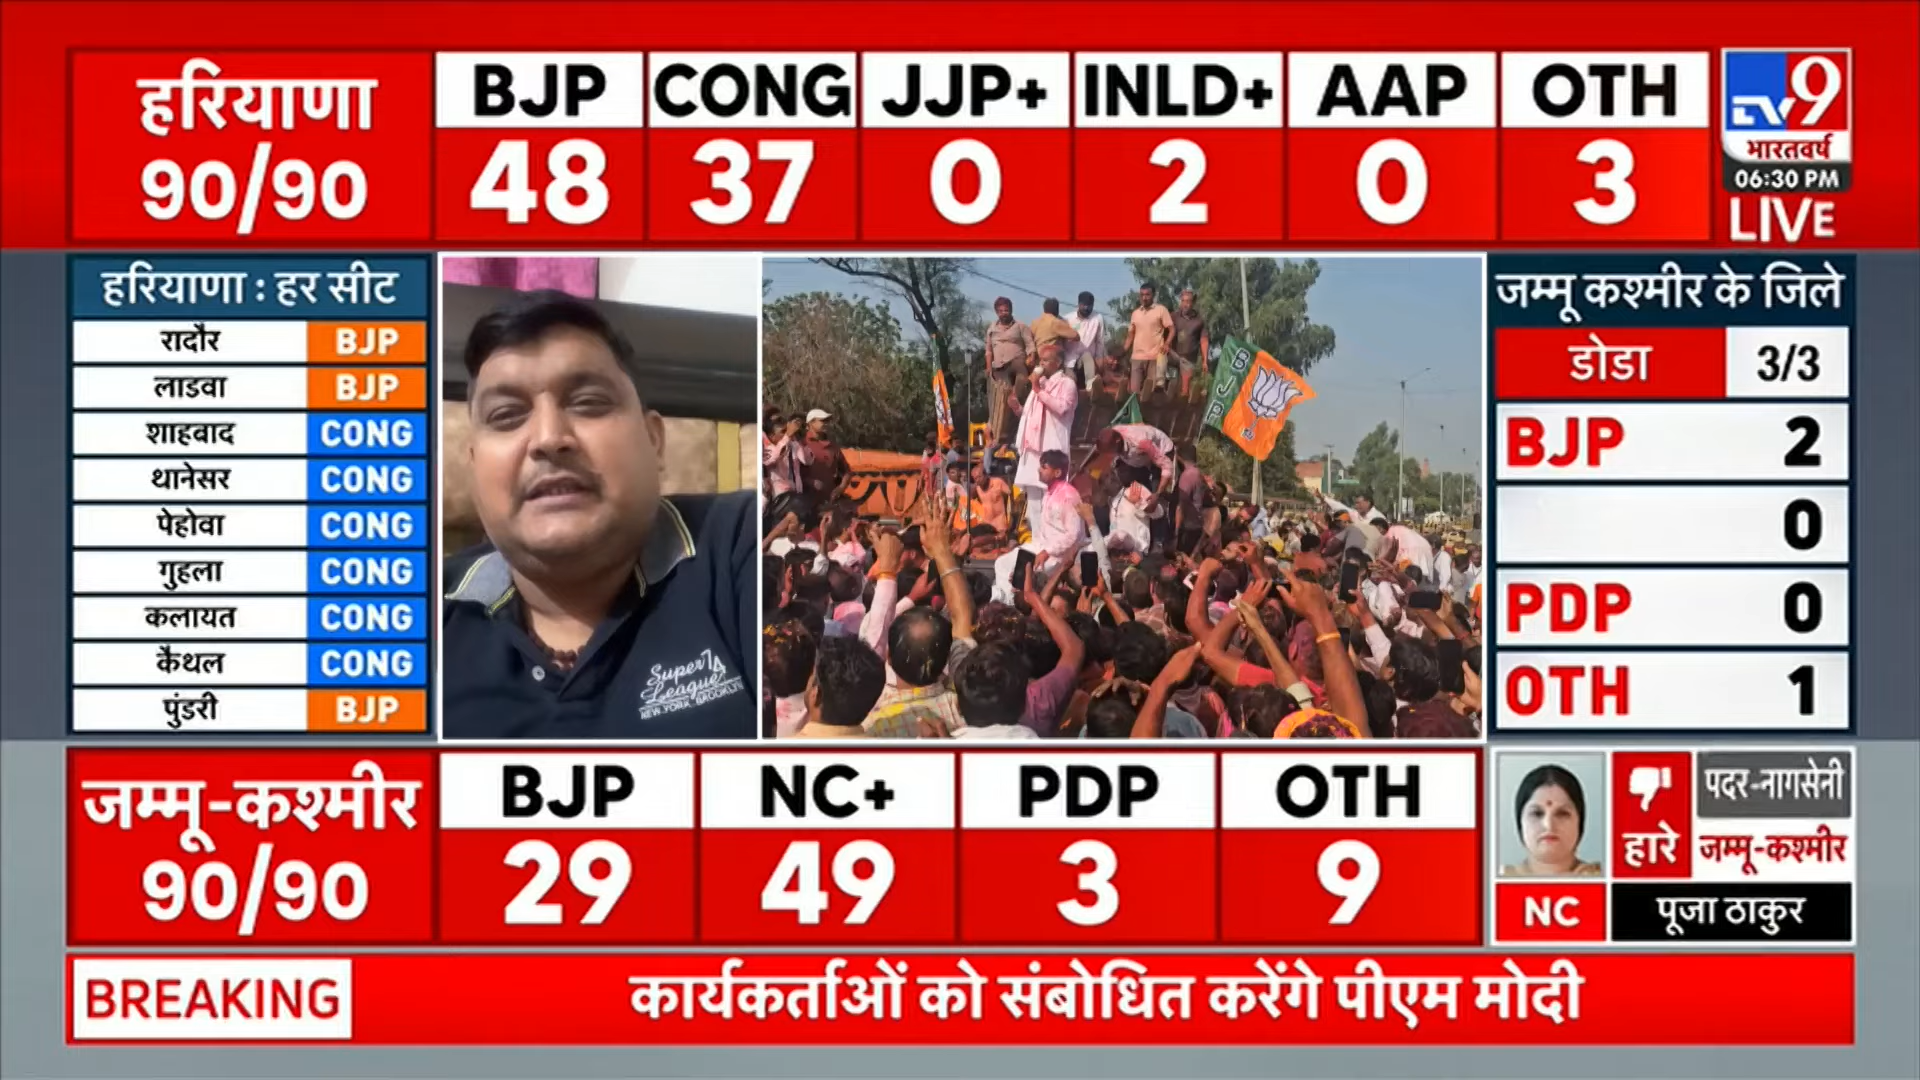 हरियाणा
90/90
BJP CONG JJP+ INLD+ AAP OTH
48 37 0 2 0 3
TV9
भारतवर्ष
06:30 PM
LIVE
हरियाणा : हर सीट
रादौर BJP
लाडवा BJP
शाहवाद CONG
थानेसर CONG
पेहोवा CONG
गुहला CONG
कलायत CONG
कैथल CONG
पुंडरी BJP
Super 74
League
NEW YORK, BROOKLYN
BJP
जम्मू कश्मीर के जिले
डोडा 3/3
BJP 2
0
PDP 0
OTH 1
जम्मू-कश्मीर
90/90
BJP NC+ PDP OTH
29 49 3 9
हारे
पदर-नागसेनी
जम्मू-कश्मीर
NC पूजा ठाकुर
BREAKING कार्यकर्ताओं को संबोधित करेंगे पीएम मोदी